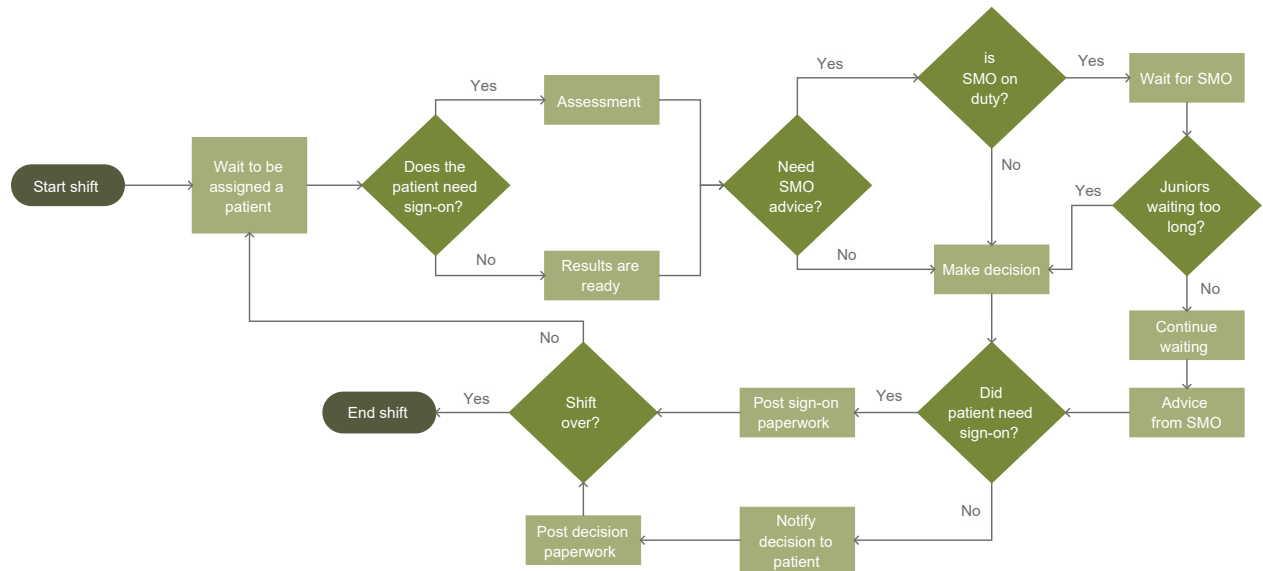 Start shift
Wait to be
assigned a
patient
Does the
patient need
sign-on?
Yes
Assessment
No
Results are
ready
Need
SMO
advice?
Yes
No
is
SMO on
duty?
Yes
No
Wait for SMO
Juniors
waiting too
long?
Yes
No
Make decision
Continue
waiting
Advice
from SMO
Did
patient need
sign-on?
Yes
No
Post sign-on
paperwork
Notify
decision to
patient
Post decision
paperwork
Shift
over?
No
Yes
End shift